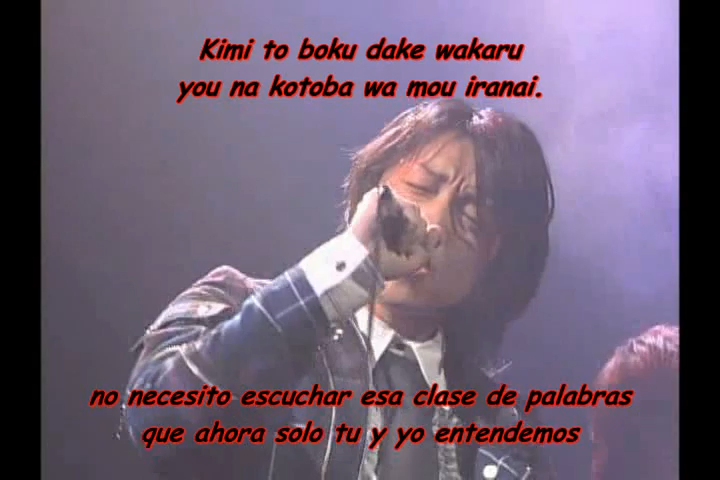 Kimi to boku dake wakaru
you na kotoba wa mou iranai.
no necesito escuchar esa clase de palabras
que ahora solo tu y yo entendemos